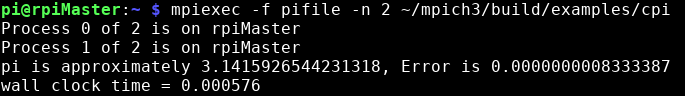 pi@rpiMaster:~ $ mpiexec -f pifile -n 2 ~/mpich3/build/examples/cpi
Process 0 of 2 is on rpiMaster
Process 1 of 2 is on rpiMaster
pi is approximately 3.1415926544231318, Error is 0.0000000008333387
wall clock time = 0.000576